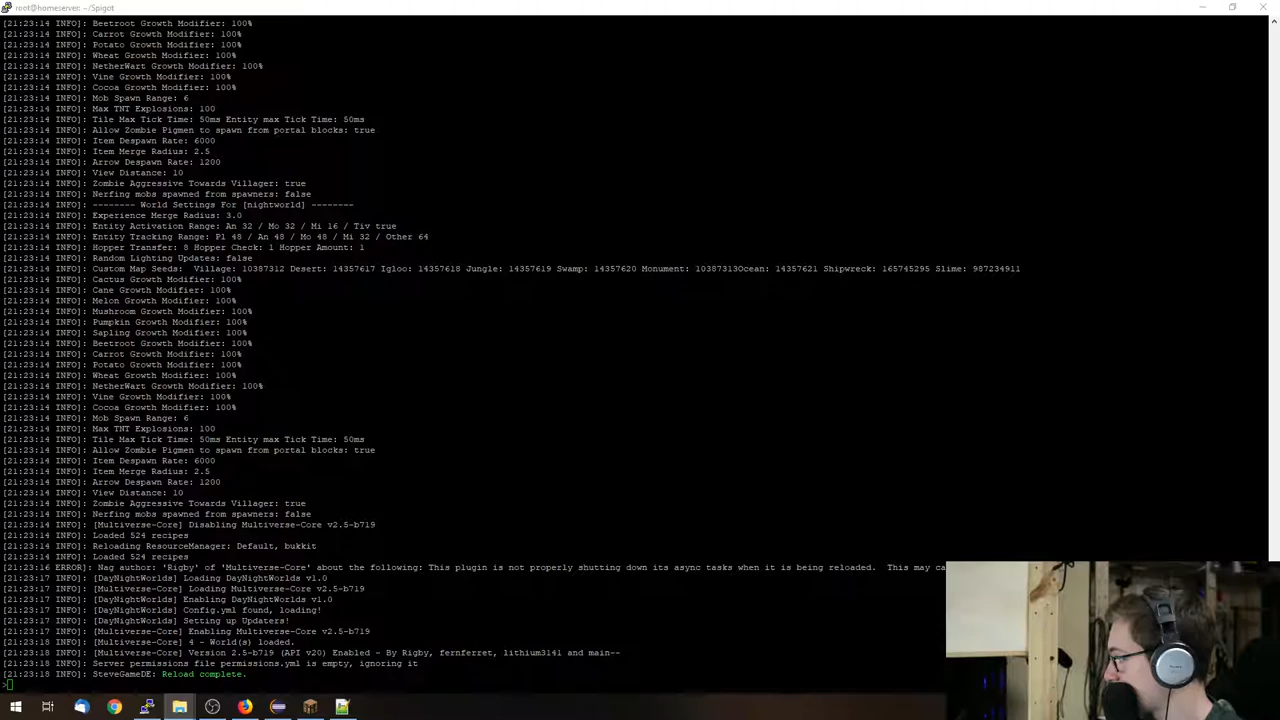 root@homeserver: ~/Spigot
[21:23:14 INFO]: Beetroot Growth Modifier: 100%
[21:23:14 INFO]: Carrot Growth Modifier: 100%
[21:23:14 INFO]: Potato Growth Modifier: 100%
[21:23:14 INFO]: Wheat Growth Modifier: 100%
[21:23:14 INFO]: NetherWart Growth Modifier: 100%
[21:23:14 INFO]: Vine Growth Modifier: 100%
[21:23:14 INFO]: Cocoa Growth Modifier: 100%
[21:23:14 INFO]: Mob Spawn Range: 6
[21:23:14 INFO]: Max TNT Explosions: 100
[21:23:14 INFO]: Tile Max Tick Time: 50ms Entity max Tick Time: 50ms
[21:23:14 INFO]: Allow Zombie Pigmen to spawn from portal blocks: true
[21:23:14 INFO]: Item Despawn Rate: 6000
[21:23:14 INFO]: Item Merge Radius: 2.5
[21:23:14 INFO]: Arrow Despawn Rate: 1200
[21:23:14 INFO]: View Distance: 10
[21:23:14 INFO]: Zombie Aggressive Towards Villager: true
[21:23:14 INFO]: Nerfing mobs spawned from spawners: false
[21:23:14 INFO]: -------- World Settings For [nightworld] --------
[21:23:14 INFO]: Experience Merge Radius: 3.0
[21:23:14 INFO]: Entity Activation Range: An 32 / Mo 32 / Mi 16 / Tiv true
[21:23:14 INFO]: Entity Tracking Range: Pl 48 / An 48 / Mo 48 / Mi 32 / Other 64
[21:23:14 INFO]: Hopper Transfer: 8 Hopper Check: 1 Hopper Amount: 1
[21:23:14 INFO]: Random Lighting Updates: false
[21:23:14 INFO]: Custom Map Seeds:  Village: 10387312 Desert: 14357617 Igloo: 14357618 Jungle: 14357619 Swamp: 14357620 Monument: 10387313Ocean: 14357621 Shipwreck: 165745295 Slime: 987234911
[21:23:14 INFO]: Cactus Growth Modifier: 100%
[21:23:14 INFO]: Cane Growth Modifier: 100%
[21:23:14 INFO]: Melon Growth Modifier: 100%
[21:23:14 INFO]: Mushroom Growth Modifier: 100%
[21:23:14 INFO]: Pumpkin Growth Modifier: 100%
[21:23:14 INFO]: Sapling Growth Modifier: 100%
[21:23:14 INFO]: Beetroot Growth Modifier: 100%
[21:23:14 INFO]: Carrot Growth Modifier: 100%
[21:23:14 INFO]: Potato Growth Modifier: 100%
[21:23:14 INFO]: Wheat Growth Modifier: 100%
[21:23:14 INFO]: NetherWart Growth Modifier: 100%
[21:23:14 INFO]: Vine Growth Modifier: 100%
[21:23:14 INFO]: Cocoa Growth Modifier: 100%
[21:23:14 INFO]: Mob Spawn Range: 6
[21:23:14 INFO]: Max TNT Explosions: 100
[21:23:14 INFO]: Tile Max Tick Time: 50ms Entity max Tick Time: 50ms
[21:23:14 INFO]: Allow Zombie Pigmen to spawn from portal blocks: true
[21:23:14 INFO]: Item Despawn Rate: 6000
[21:23:14 INFO]: Item Merge Radius: 2.5
[21:23:14 INFO]: Arrow Despawn Rate: 1200
[21:23:14 INFO]: View Distance: 10
[21:23:14 INFO]: Zombie Aggressive Towards Villager: true
[21:23:14 INFO]: Nerfing mobs spawned from spawners: false
[21:23:14 INFO]: [Multiverse-Core] Disabling Multiverse-Core v2.5-b719
[21:23:14 INFO]: Loaded 524 recipes
[21:23:14 INFO]: Reloading ResourceManager: Default, bukkit
[21:23:14 INFO]: Loaded 524 recipes
[21:23:16 ERROR]: Nag author: 'Rigby' of 'Multiverse-Core' about the following: This plugin is not properly shutting down its async tasks when it is being reloaded.  This may ca
[21:23:17 INFO]: [DayNightWorlds] Loading DayNightWorlds v1.0
[21:23:17 INFO]: [Multiverse-Core] Loading Multiverse-Core v2.5-b719
[21:23:17 INFO]: [DayNightWorlds] Enabling DayNightWorlds v1.0
[21:23:17 INFO]: [DayNightWorlds] Config.yml found, loading!
[21:23:17 INFO]: [DayNightWorlds] Setting up Updaters!
[21:23:17 INFO]: [Multiverse-Core] Enabling Multiverse-Core v2.5-b719
[21:23:18 INFO]: [Multiverse-Core] 4 - World(s) loaded.
[21:23:18 INFO]: [Multiverse-Core] Version 2.5-b719 (API v20) Enabled - By Rigby, fernferret, lithium3141 and main--
[21:23:18 INFO]: Server permissions file permissions.yml is empty, ignoring it
[21:23:18 INFO]: SteveGameDE: Reload complete.
>